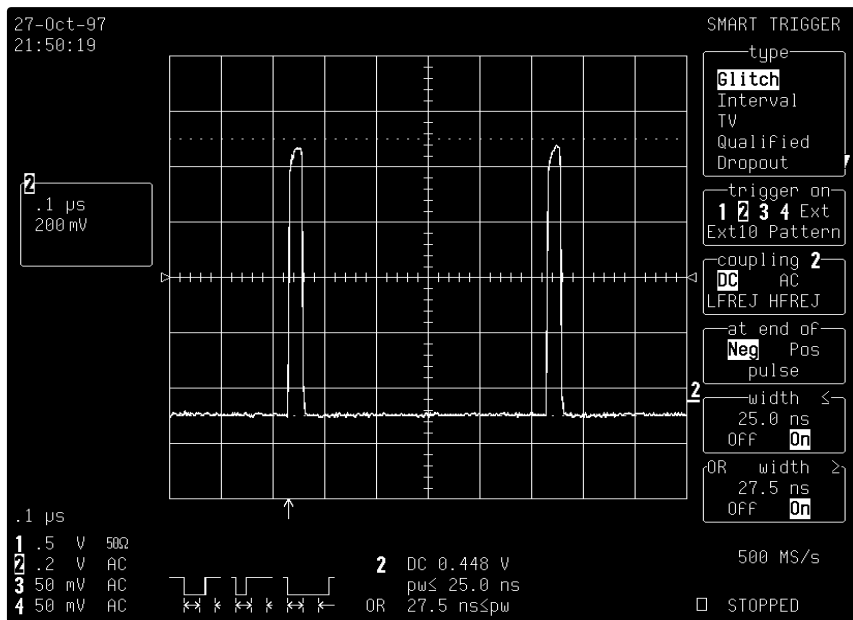 27-Oct-97
21:50:19
SMART TRIGGER
type
Glitch
Interval
TV
Qualified
Dropout
2
.1 µs
200 mV
trigger on
1 2 3 4 Ext
Ext10 Pattern
coupling 2
DC AC
LFREJ HFREJ
at end of
Neg Pos
pulse
2
width ≤
25.0 ns
Off On
OR width ≥
27.5 ns
Off On
.1 µs
1 .5 V 50Ω
2 .2 V AC
3 50 mV AC
4 50 mV AC
2 DC 0.448 V
pw≤ 25.0 ns
OR 27.5 ns≤pw
500 MS/s
STOPPED